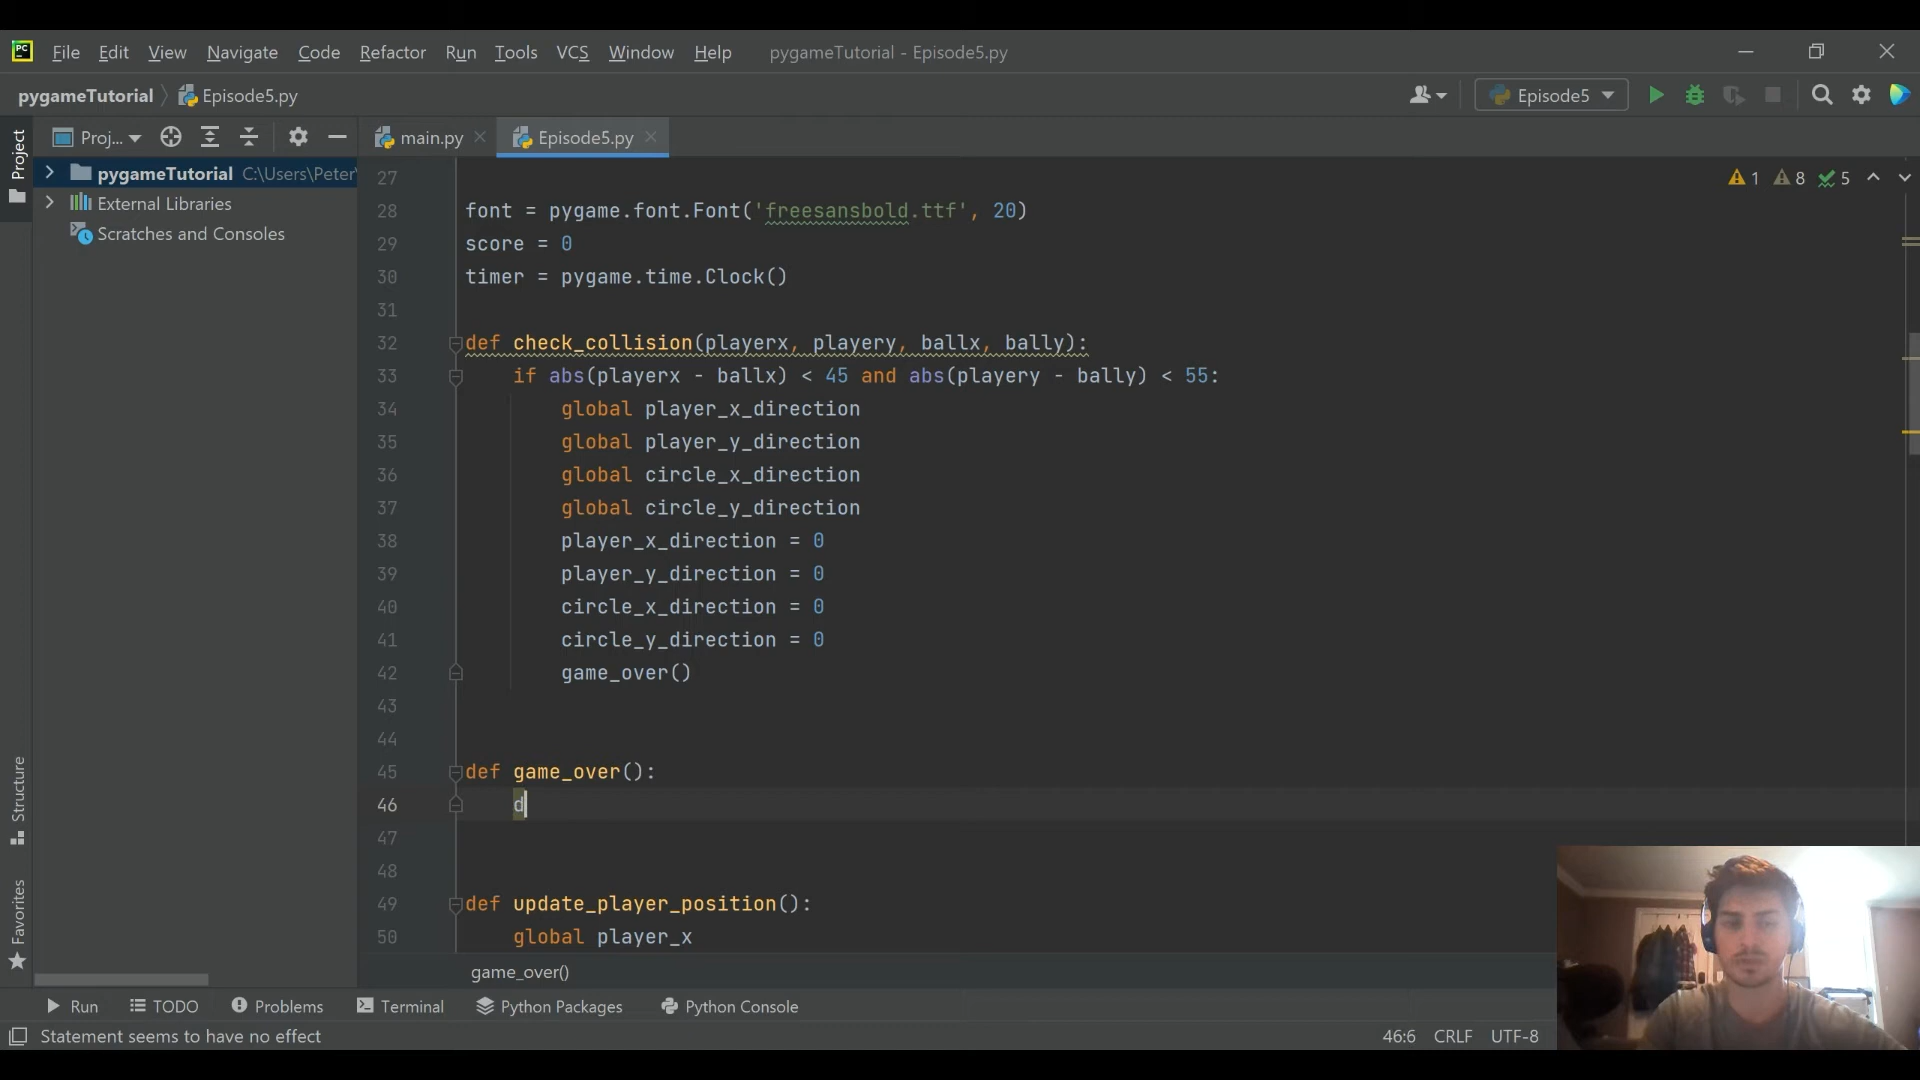 PC File Edit View Navigate Code Refactor Run Tools VCS Window Help pygameTutorial - Episode5.py
pygameTutorial Episode5.py Episode5
Proj... main.py Episode5.py
Project
pygameTutorial C:\Users\Peter\
External Libraries
Scratches and Consoles
1 8 5
27
28 font = pygame.font.Font('freesansbold.ttf', 20)
29 score = 0
30 timer = pygame.time.Clock()
31
32 def check_collision(playerx, playery, ballx, bally):
33 if abs(playerx - ballx) < 45 and abs(playery - bally) < 55:
34 global player_x_direction
35 global player_y_direction
36 global circle_x_direction
37 global circle_y_direction
38 player_x_direction = 0
39 player_y_direction = 0
40 circle_x_direction = 0
41 circle_y_direction = 0
42 game_over()
43
44
45 def game_over():
46 d
47
48
49 def update_player_position():
50 global player_x
game_over()
Structure
Favorites
Run TODO Problems Terminal Python Packages Python Console
Statement seems to have no effect 46:6 CRLF UTF-8